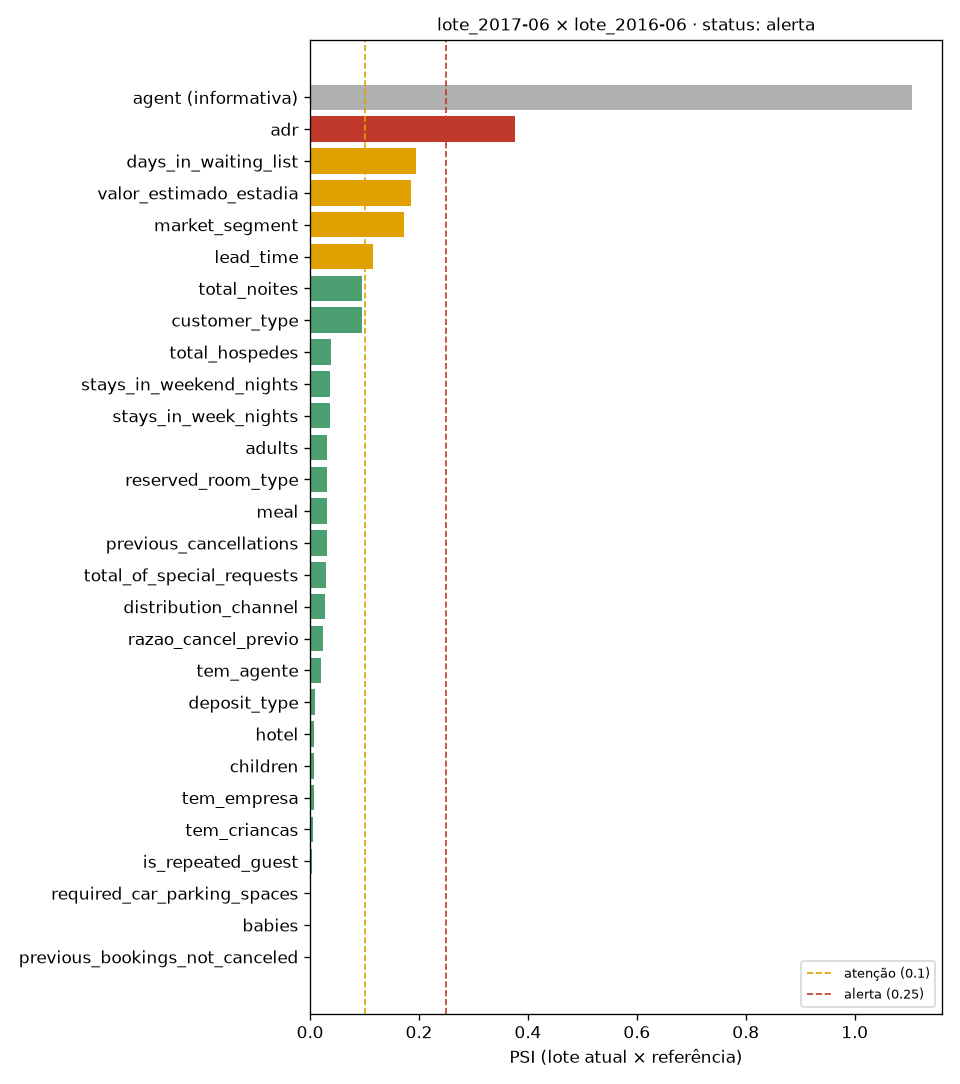 lote_2017-06 × lote_2016-06 · status: alerta
agent (informativa)
adr
days_in_waiting_list
valor_estimado_estadia
market_segment
lead_time
total_noites
customer_type
total_hospedes
stays_in_weekend_nights
stays_in_week_nights
adults
reserved_room_type
meal
previous_cancellations
total_of_special_requests
distribution_channel
razao_cancel_previo
tem_agente
deposit_type
hotel
children
tem_empresa
tem_criancas
is_repeated_guest
required_car_parking_spaces
babies
previous_bookings_not_canceled
atenção (0.1)
alerta (0.25)
0.0 0.2 0.4 0.6 0.8 1.0
PSI (lote atual × referência)